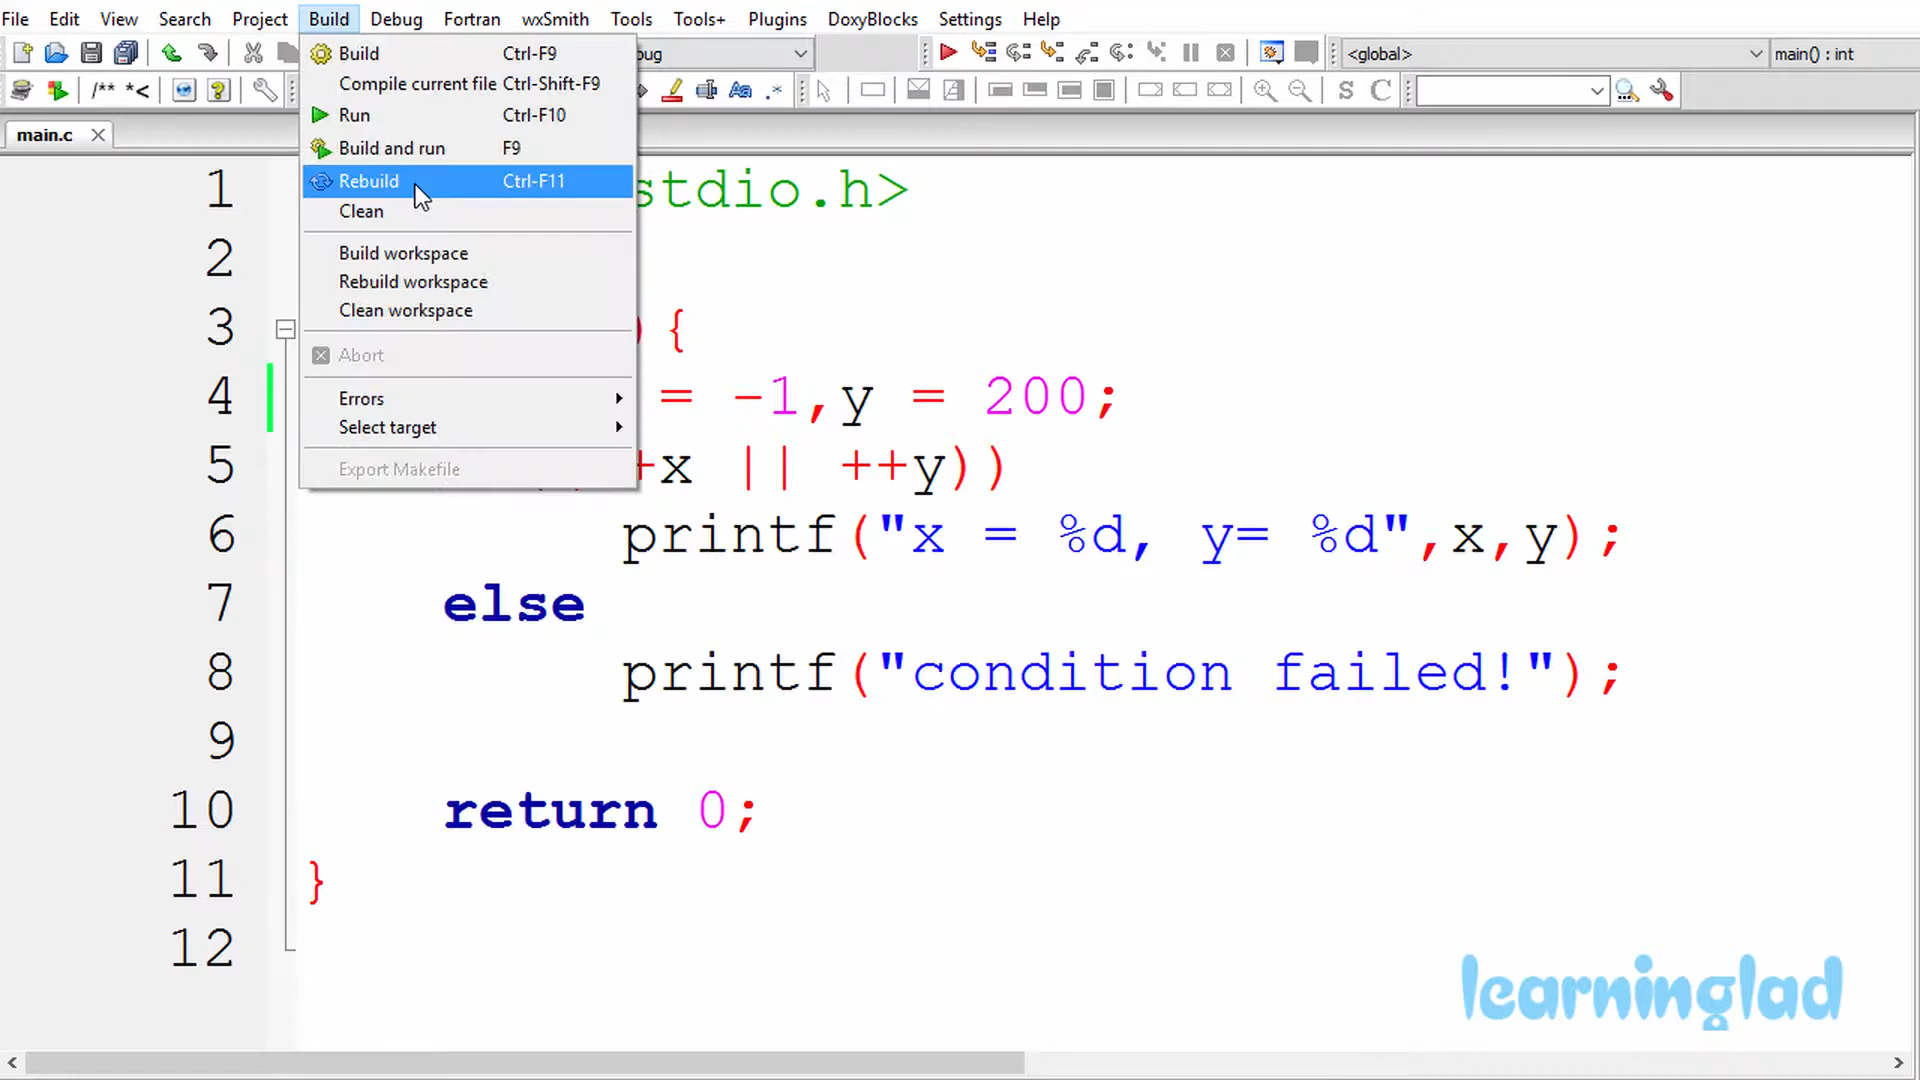 File Edit View Search Project Build Debug Fortran wxSmith Tools Tools+ Plugins DoxyBlocks Settings Help
Build Ctrl-F9
bug
<global>
main() : int
Compile current file Ctrl-Shift-F9
/** *<
Run Ctrl-F10
main.c
Build and run F9
Rebuild Ctrl-F11
Clean
Build workspace
Rebuild workspace
Clean workspace
Abort
Errors
Select target
Export Makefile
1 stdio.h>
2
3 ) {
4 = -1,y = 200;
5 +x || ++y))
6 printf("x = %d, y= %d",x,y);
7 else
8 printf("condition failed!");
9
10 return 0;
11 }
12
learninglad